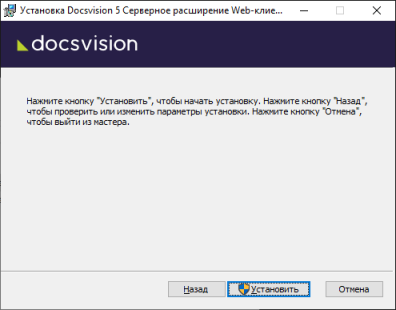 Установка Docsvision 5 Серверное расширение Web-клие...
docsvision
Нажмите кнопку "Установить", чтобы начать установку. Нажмите кнопку "Назад",
чтобы проверить или изменить параметры установки. Нажмите кнопку "Отмена",
чтобы выйти из мастера.
Назад
Установить
Отмена